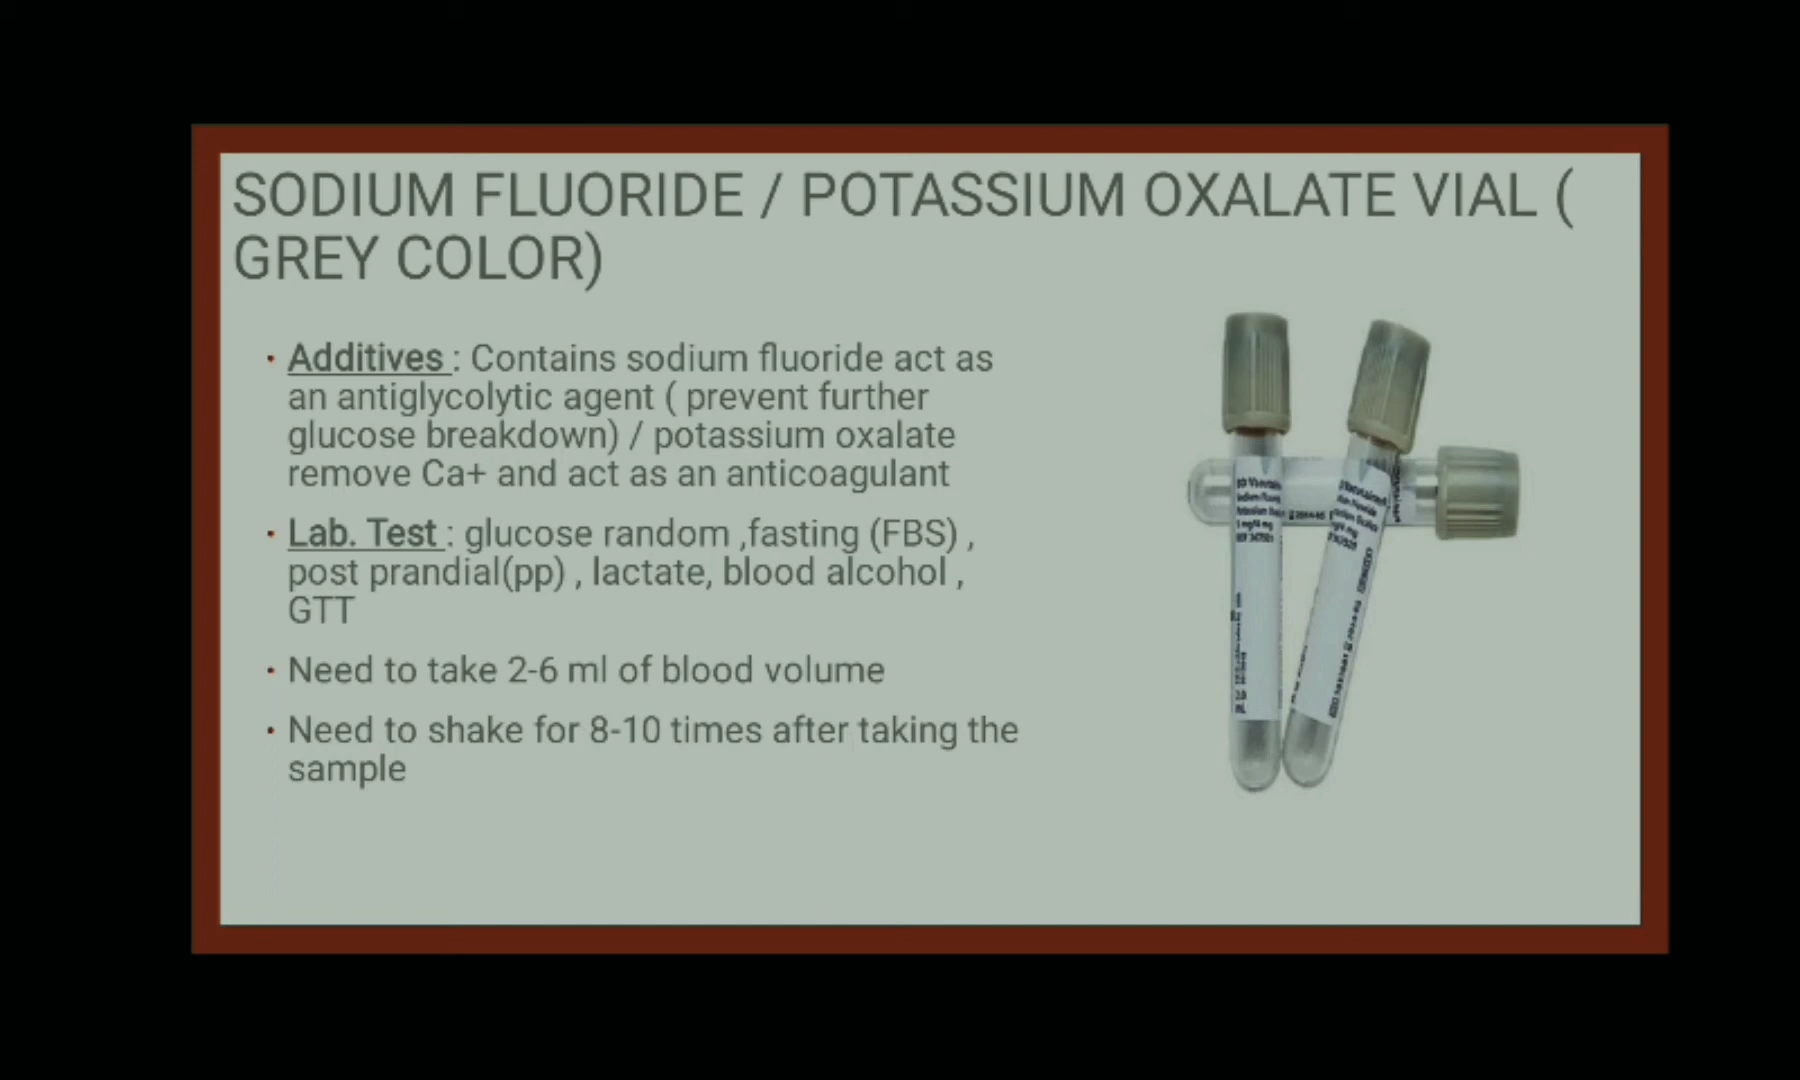 SODIUM FLUORIDE / POTASSIUM OXALATE VIAL (
GREY COLOR)
• Additives : Contains sodium fluoride act as
an antiglycolytic agent ( prevent further
glucose breakdown) / potassium oxalate
remove Ca+ and act as an anticoagulant
• Lab. Test : glucose random ,fasting (FBS) ,
post prandial(pp) , lactate, blood alcohol ,
GTT
• Need to take 2-6 ml of blood volume
• Need to shake for 8-10 times after taking the
sample